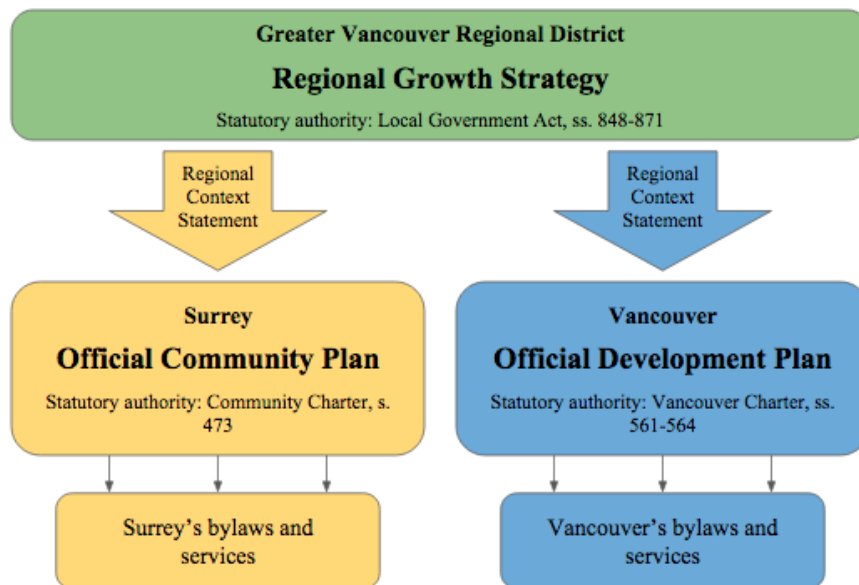 Greater Vancouver Regional District
Regional Growth Strategy
Statutory authority: Local Government Act, ss. 848-871
Regional
Context
Statement
Regional
Context
Statement
Surrey
Official Community Plan
Statutory authority: Community Charter, s.
473
Vancouver
Official Development Plan
Statutory authority: Vancouver Charter, ss.
561-564
Surrey’s bylaws and
services
Vancouver’s bylaws and
services